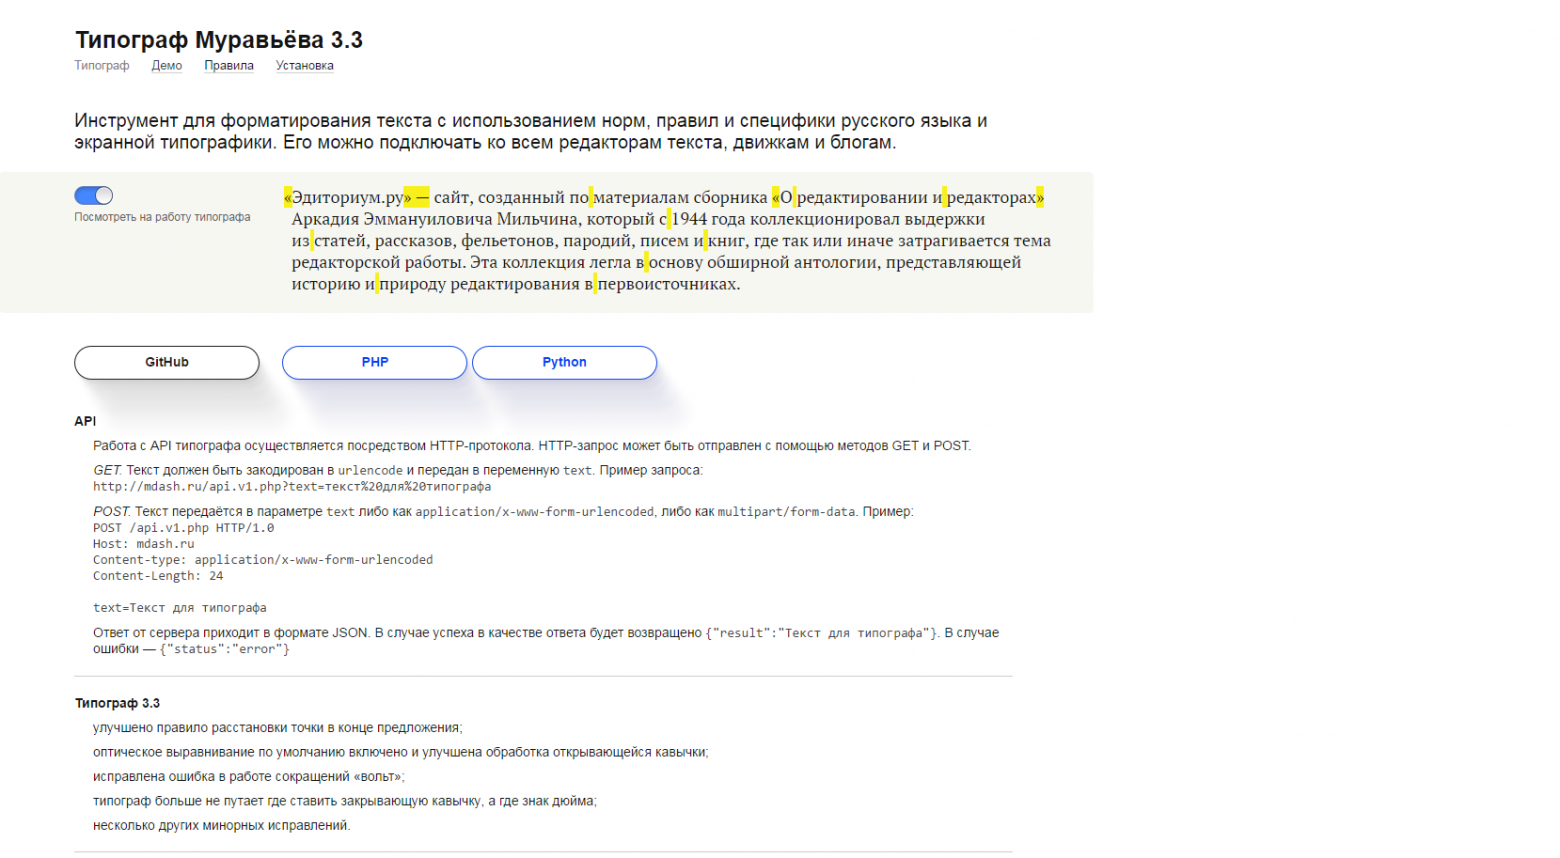 Типограф Муравьёва 3.3
Типограф Демо Правила Установка
Инструмент для форматирования текста с использованием норм, правил и специфики русского языка и
экранной типографики. Его можно подключать ко всем редакторам текста, движкам и блогам.
Посмотреть на работу типографа
«Эдиториум.ру» — сайт, созданный по материалам сборника «О редактировании и редакторах»
Аркадия Эммануиловича Мильчина, который с 1944 года коллекционировал выдержки
из статей, рассказов, фельетонов, пародий, писем и книг, где так или иначе затрагивается тема
редакторской работы. Эта коллекция легла в основу обширной антологии, представляющей
историю и природу редактирования в первоисточниках.
GitHub PHP Python
API
Работа с API типографа осуществляется посредством HTTP-протокола. HTTP-запрос может быть отправлен с помощью методов GET и POST.
GET. Текст должен быть закодирован в urlencode и передан в переменную text. Пример запроса:
http://mdash.ru/api.v1.php?text=текст%20для%20типографа
POST. Текст передаётся в параметре text либо как application/x-www-form-urlencoded, либо как multipart/form-data. Пример:
POST /api.v1.php HTTP/1.0
Host: mdash.ru
Content-type: application/x-www-form-urlencoded
Content-Length: 24
text=Текст для типографа
Ответ от сервера приходит в формате JSON. В случае успеха в качестве ответа будет возвращено {"result":"Текст для типографа"}. В случае
ошибки — {"status":"error"}
Типограф 3.3
улучшено правило расстановки точки в конце предложения;
оптическое выравнивание по умолчанию включено и улучшена обработка открывающейся кавычки;
исправлена ошибка в работе сокращений «вольт»;
типограф больше не путает где ставить закрывающую кавычку, а где знак дюйма;
несколько других минорных исправлений.